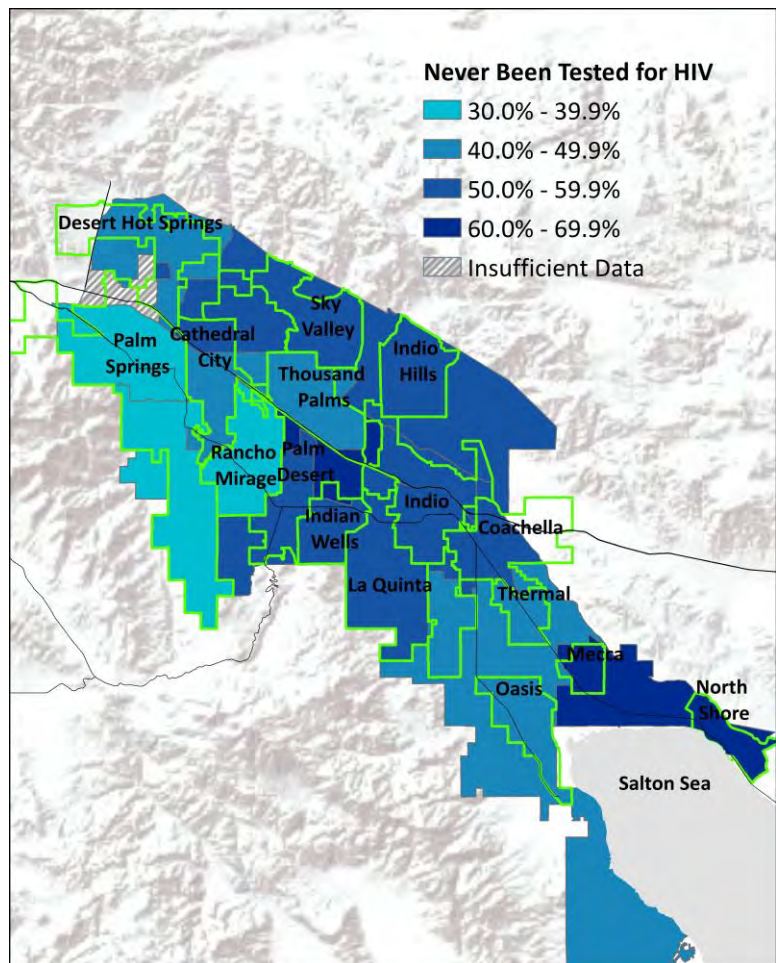 Never Been Tested for HIV
30.0% - 39.9%
40.0% - 49.9%
50.0% - 59.9%
60.0% - 69.9%
Insufficient Data
Desert Hot Springs
Sky
Valley
Palm
Springs
Cathedral
City
Indio
Hills
Thousand
Palms
Rancho
Mirage
Palm
Desert
Indio
Indian
Wells
Coachella
La Quinta
Thermal
Mecca
Oasis
North
Shore
Salton Sea